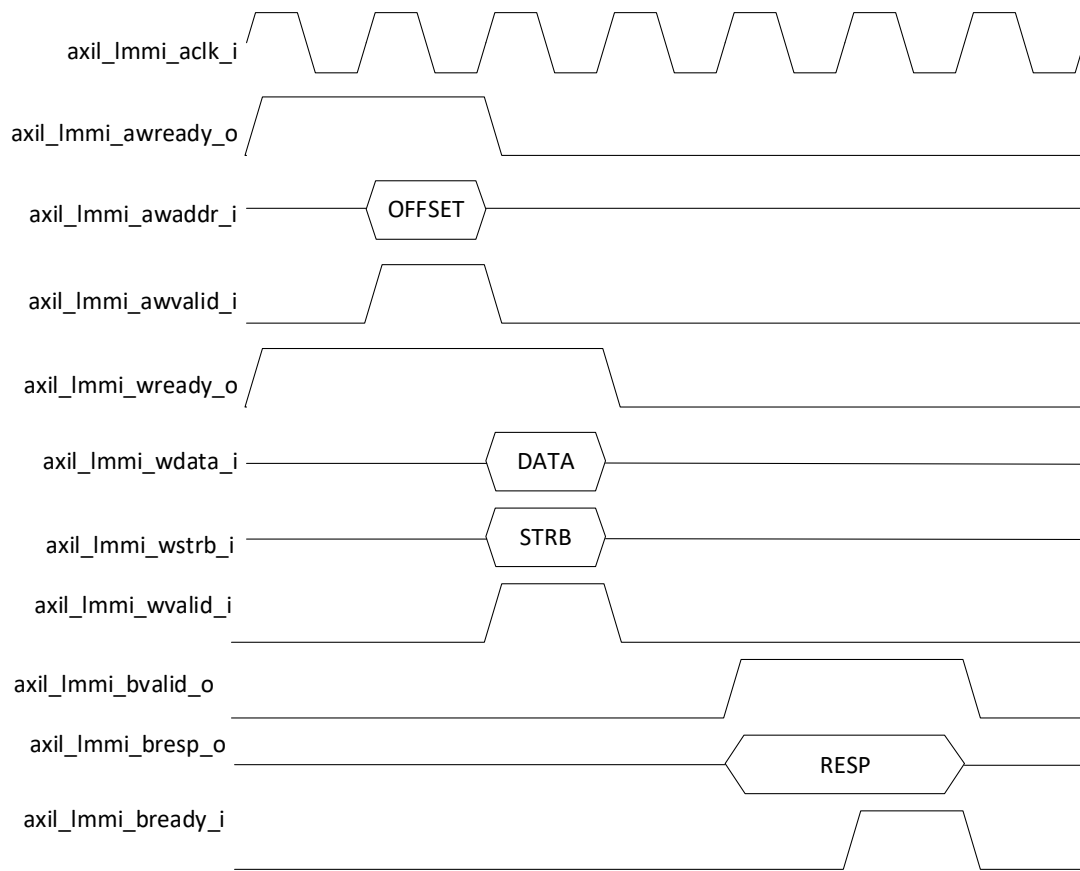 axil_lmmi_aclk_i
axil_lmmi_awready_o
axil_lmmi_awaddr_i
OFFSET
axil_lmmi_awvalid_i
axil_lmmi_wready_o
axil_lmmi_wdata_i
DATA
axil_lmmi_wstrb_i
STRB
axil_lmmi_wvalid_i
axil_lmmi_bvalid_o
axil_lmmi_bresp_o
RESP
axil_lmmi_bready_i